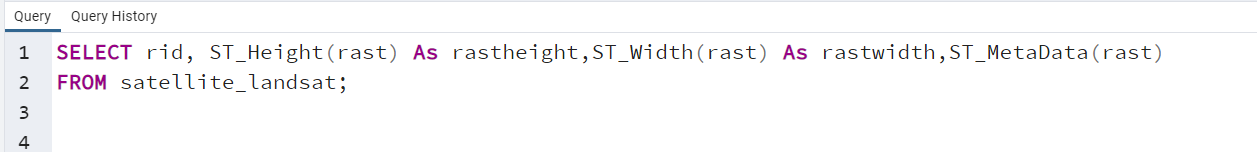 Query Query History
1 SELECT rid, ST_Height(rast) As rastheight,ST_Width(rast) As rastwidth,ST_MetaData(rast)
2 FROM satellite_landsat;
3
4